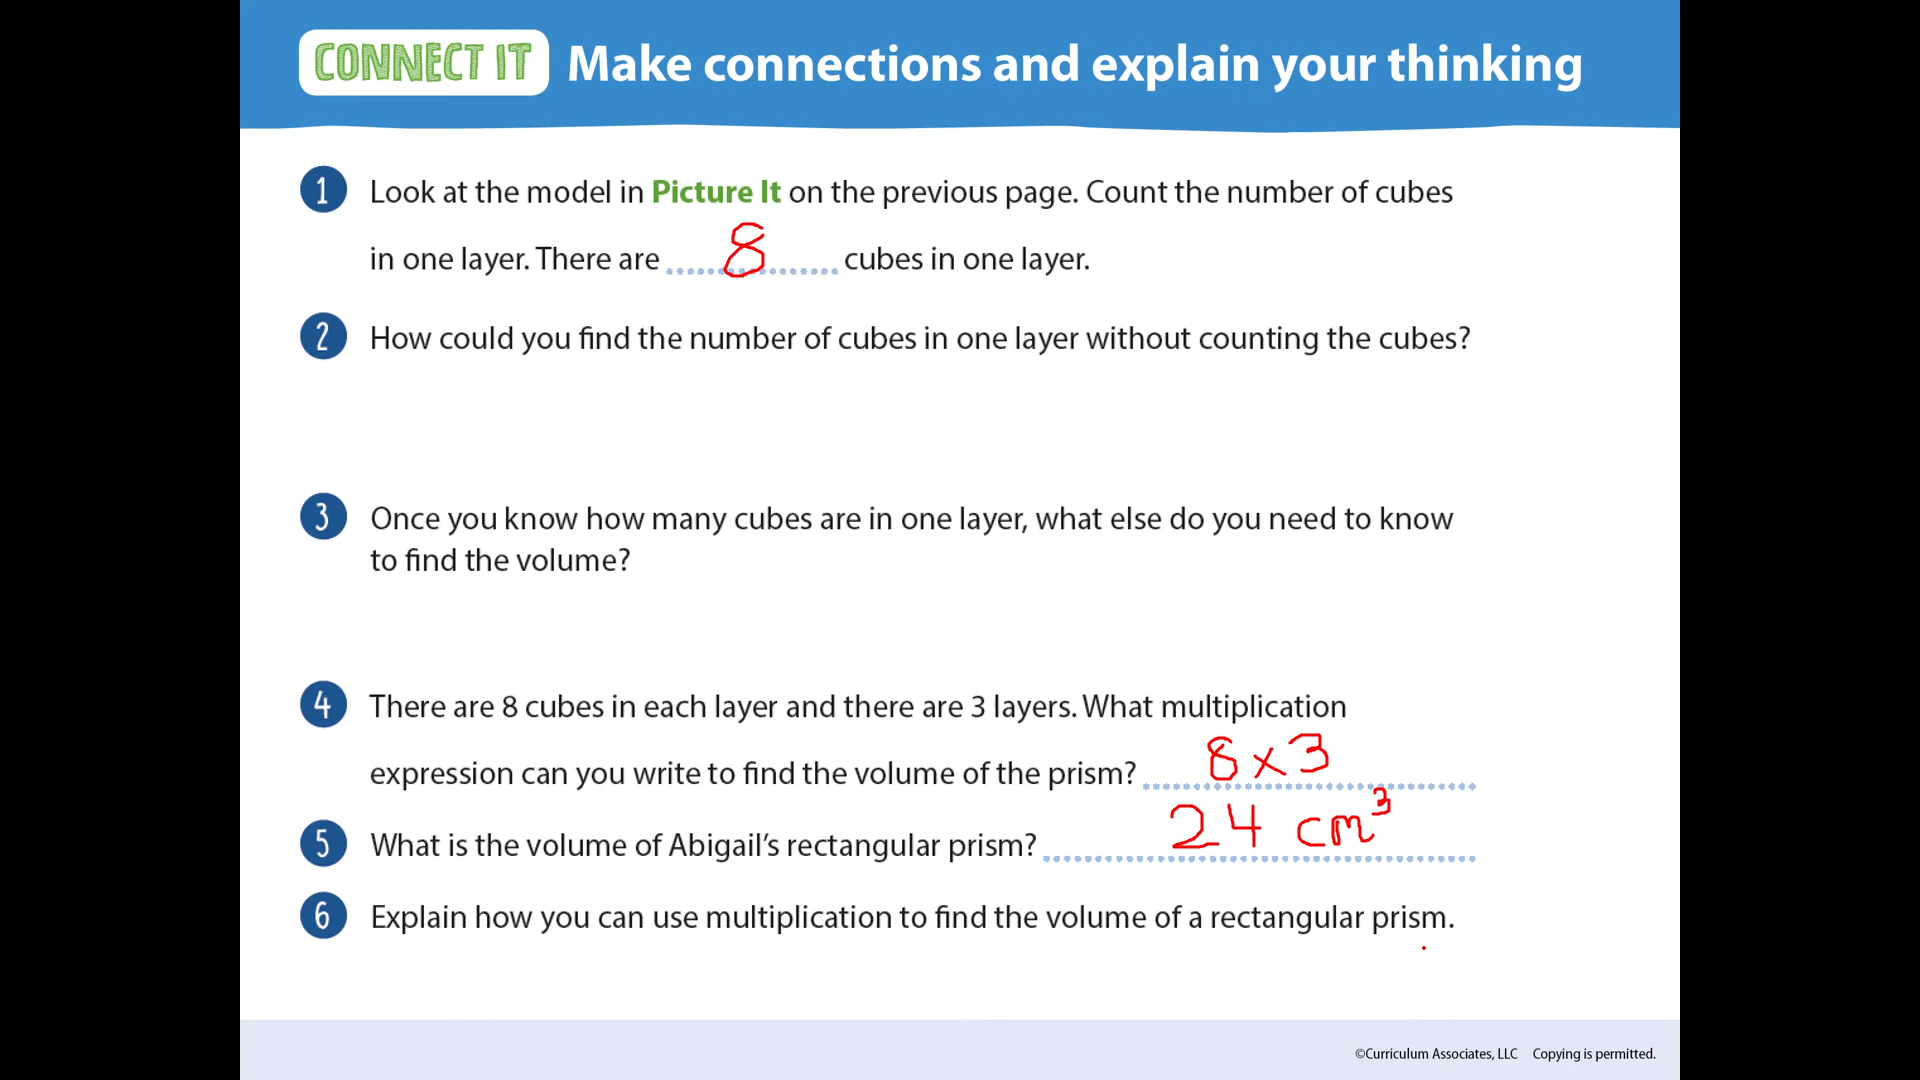 CONNECT IT Make connections and explain your thinking
1 Look at the model in Picture It on the previous page. Count the number of cubes
in one layer. There are 8 cubes in one layer.
2 How could you find the number of cubes in one layer without counting the cubes?
3 Once you know how many cubes are in one layer, what else do you need to know
to find the volume?
4 There are 8 cubes in each layer and there are 3 layers. What multiplication
expression can you write to find the volume of the prism? 8 x 3
5 What is the volume of Abigail's rectangular prism? 24 cm³
6 Explain how you can use multiplication to find the volume of a rectangular prism.
©Curriculum Associates, LLC Copying is permitted.